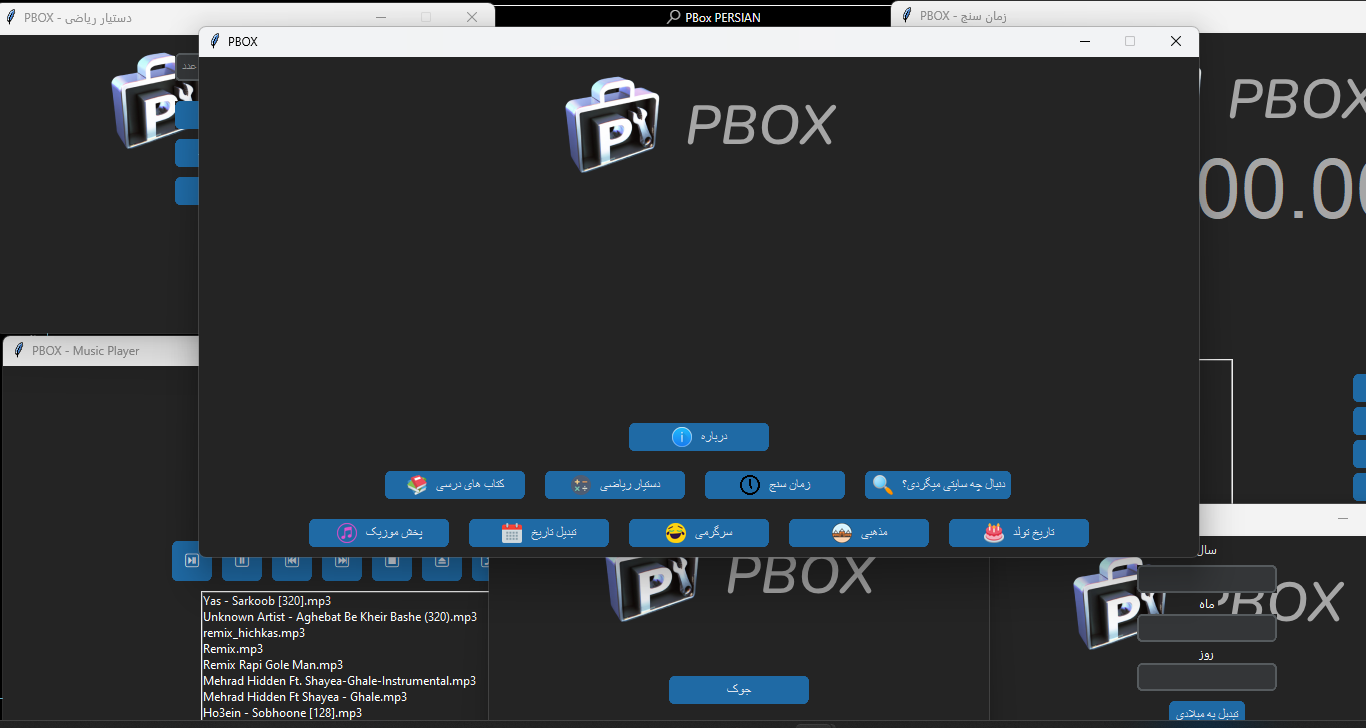 PBOX - دستیار ریاضی
PBox PERSIAN
PBOX - زمان سنج
PBOX
عدد
PBOX
PBOX
00.00
PBOX - Music Player
درباره
کتاب های درسی
دستیار ریاضی
زمان سنج
دنبال چه سایتی میگردی؟
پخش موزیک
تبدیل تاریخ
سرگرمی
مذهبی
تاریخ تولد
سال
PBOX
PBOX
ماه
روز
جوک
تبدیل به میلادی
Yas - Sarkoob [320].mp3
Unknown Artist - Aghebat Be Kheir Bashe (320).mp3
remix_hichkas.mp3
Remix.mp3
Remix Rapi Gole Man.mp3
Mehrad Hidden Ft. Shayea-Ghale-Instrumental.mp3
Mehrad Hidden Ft Shayea - Ghale.mp3
Ho3ein - Sobhoone [128].mp3